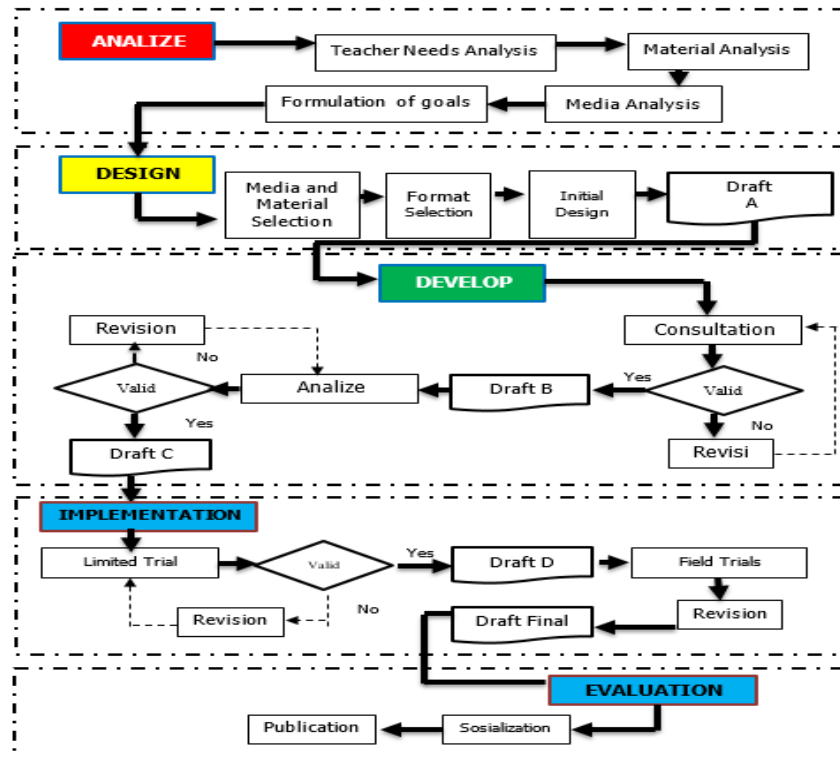 ANALIZE
Teacher Needs Analysis
Material Analysis
Formulation of goals
Media Analysis
DESIGN
Media and
Material
Selection
Format
Selection
Initial
Design
Draft
A
DEVELOP
Revision
Consultation
No
Valid
Analize
Draft B
Yes
Valid
Yes
No
Draft C
Revisi
IMPLEMENTATION
Limited Trial
Valid
Yes
Draft D
Field Trials
No
Revision
Draft Final
Revision
EVALUATION
Publication
Sosialization